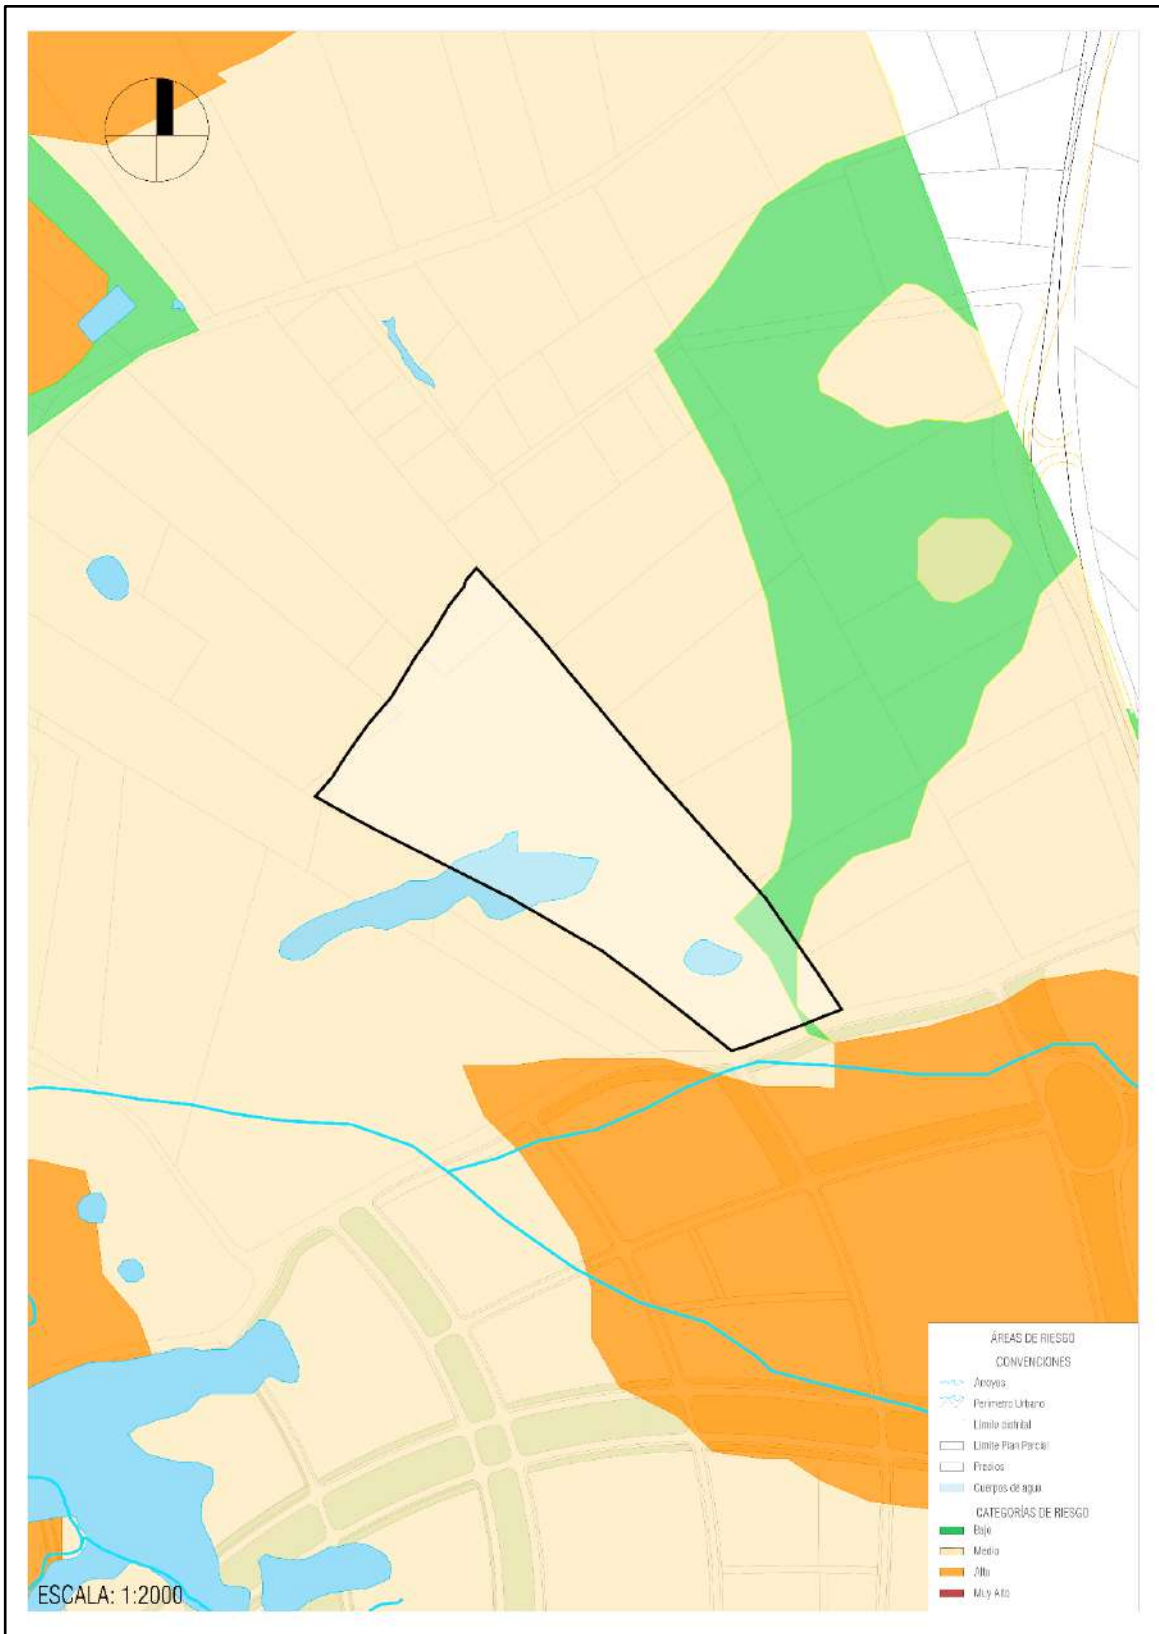 ÁREAS DE RIESGO
CONVENCIONES
Arroyos
Perimetro Urbano
Límite distrital
Límite Plan Parcial
Predios
Cuerpos de agua
CATEGORÍAS DE RIESGO
Bajo
Medio
Alto
Muy Alto
ESCALA: 1:2000